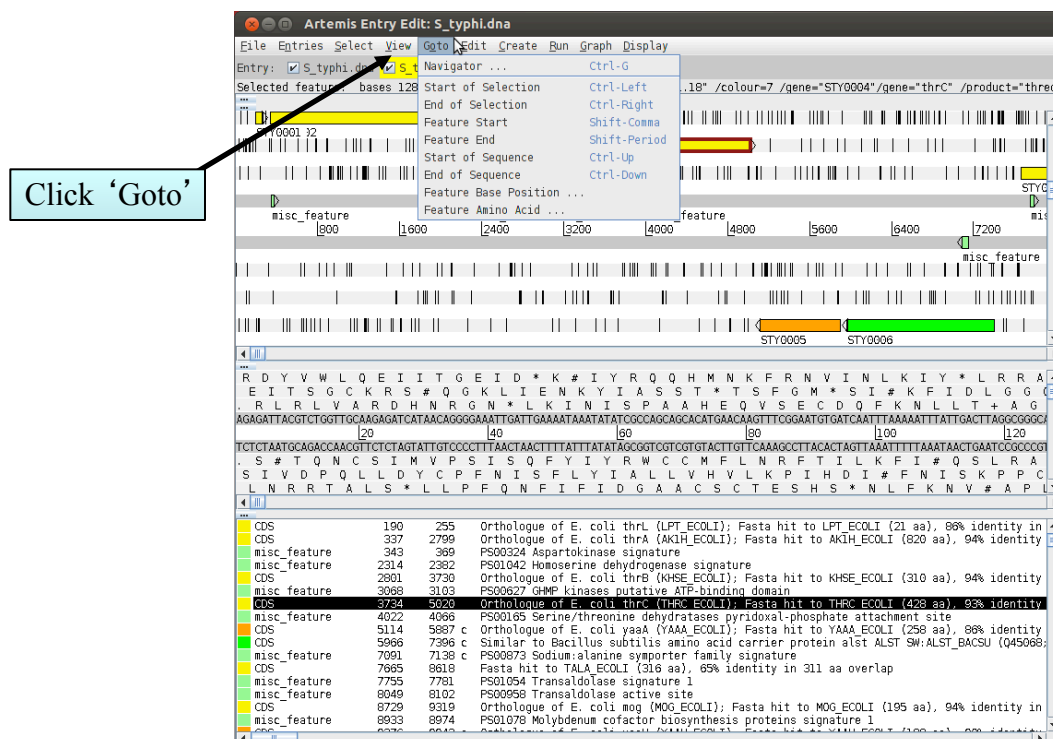 Artemis Entry Edit: S_typhi.dna
File Entries Select View Goto Edit Create Run Graph Display
Entry: S_typhi.dna S_t
Navigator ... Ctrl-G
Selected feature: bases 128 .18" /colour=7 /gene="STY0004"/gene="thrC" /product="threo
Start of Selection Ctrl-Left
End of Selection Ctrl-Right
Feature Start Shift-Comma
Feature End Shift-Period
Start of Sequence Ctrl-Up
End of Sequence Ctrl-Down
Feature Base Position ...
Feature Amino Acid ...
Click ‘Goto’
STY0001 02
STY0
misc_feature feature mis
800 1600 2400 3200 4000 4800 5600 6400 7200
misc_feature
STY0005 STY0006
R D Y V W L Q E I I T G E I D * K # I Y R Q Q H M N K F R N V I N L K I Y * L R R A
E I T S G C K R S # Q G K L I E N K Y I A S S T * T S F G M * S I # K F I D L G G
. R L R L V A R D H N R G N * L K I N I S P A A H E Q V S E C D Q F K N L L T + A G
AGAGATTACGTCTGGTTGCAAGAGATCATAACAGGGGAAATTGATTGAAAATAAATATATCGCCAGCAGCACATGAACAAGTTTCGGAATGTGATCAATTTAAAAATTTATTGACTTAGGCGGGCA
20 40 60 80 100 120
TCTCTAATGCAGACCAACGTTCTCTAGTATTGTCCCCTTTAACTAACTTTTATTTATATAGCGGTCGTCGTGTACTTGTTCAAAGCCTTACACTAGTTAAATTTTTAAATAACTGAATCCGCCCGT
. S # T Q N C S I M V P S I S Q F Y I Y R W C C M F L N R F T I L K F I # Q S L R A
S I V D P Q L L D Y C P F N I S F L Y I A L L V H V L K P I H D I # F N I S K P P C
L N R R T A L S * L L P F Q N F I F I D G A A C S C T E S H S * N L F K N V # A P L
CDS 190 255 Orthologue of E. coli thrL (LPT_ECOLI); Fasta hit to LPT_ECOLI (21 aa), 86% identity in
CDS 337 2799 Orthologue of E. coli thrA (AK1H_ECOLI); Fasta hit to AK1H_ECOLI (820 aa), 94% identity
misc_feature 343 369 PS00324 Aspartokinase signature
misc_feature 2314 2382 PS01042 Homoserine dehydrogenase signature
CDS 2801 3730 Orthologue of E. coli thrB (KHSE_ECOLI); Fasta hit to KHSE_ECOLI (310 aa), 94% identity
misc_feature 3068 3103 PS00627 GHMP kinases putative ATP-binding domain
CDS 3734 5020 Orthologue of E. coli thrC (THRC_ECOLI); Fasta hit to THRC_ECOLI (428 aa), 93% identity
misc_feature 4022 4066 PS00165 Serine/threonine dehydratases pyridoxal-phosphate attachment site
CDS 5114 5887 c Orthologue of E. coli yaaA (YAAA_ECOLI); Fasta hit to YAAA_ECOLI (258 aa), 86% identity
CDS 5966 7396 c Similar to Bacillus subtilis amino acid carrier protein alst ALST SW:ALST_BACSU (Q45068;
misc_feature 7091 7138 c PS00873 Sodium:alanine symporter family signature
CDS 7665 8618 Fasta hit to TALA_ECOLI (316 aa), 65% identity in 311 aa overlap
misc_feature 7755 7781 PS01054 Transaldolase signature 1
misc_feature 8049 8102 PS00958 Transaldolase active site
CDS 8729 9319 Orthologue of E. coli mog (MOG_ECOLI); Fasta hit to MOG_ECOLI (195 aa), 94% identity in
misc_feature 8933 8974 PS01078 Molybdenum cofactor biosynthesis proteins signature 1